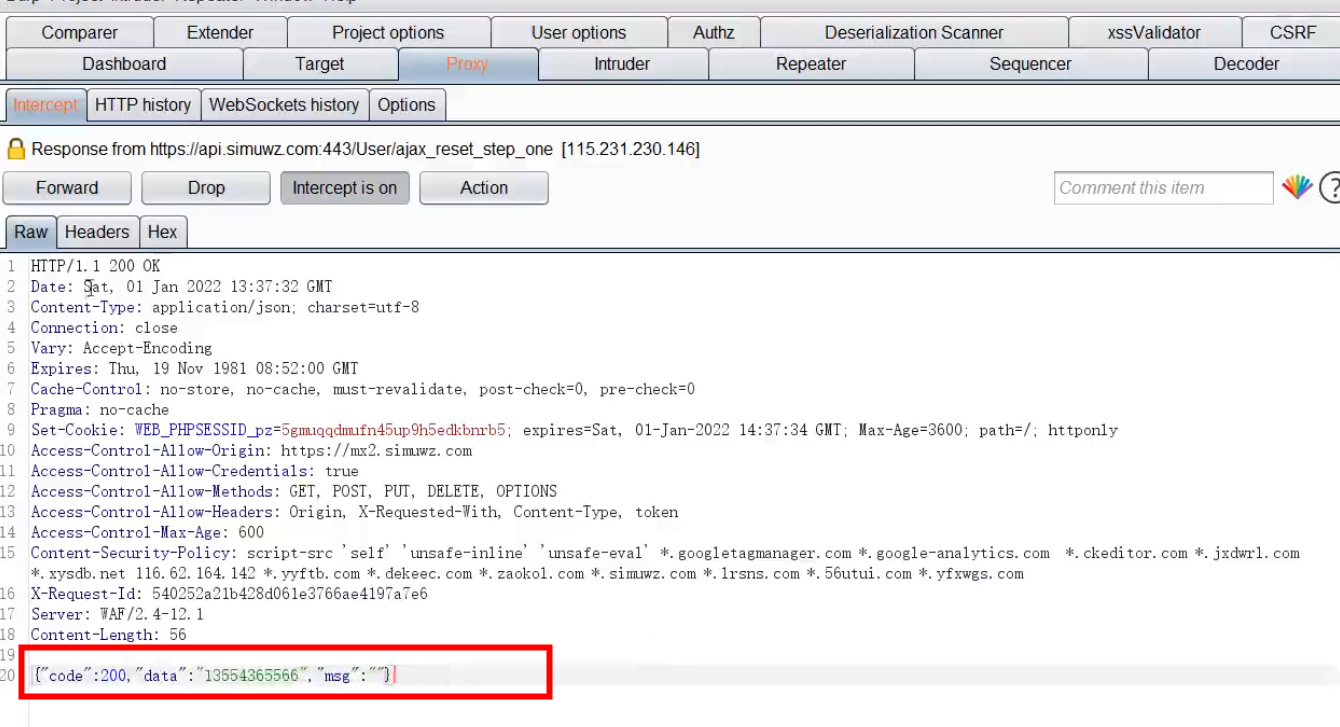 Comparer Extender Project options User options Authz Deserialization Scanner xssValidator CSRF
Dashboard Target Proxy Intruder Repeater Sequencer Decoder
Intercept HTTP history WebSockets history Options
Response from https://api.simuwz.com:443/User/ajax_reset_step_one [115.231.230.146]
Forward Drop Intercept is on Action Comment this item ?
Raw Headers Hex
1 HTTP/1.1 200 OK
2 Date: Sat, 01 Jan 2022 13:37:32 GMT
3 Content-Type: application/json; charset=utf-8
4 Connection: close
5 Vary: Accept-Encoding
6 Expires: Thu, 19 Nov 1981 08:52:00 GMT
7 Cache-Control: no-store, no-cache, must-revalidate, post-check=0, pre-check=0
8 Pragma: no-cache
9 Set-Cookie: WEB_PHPSESSID_pz=5gmuqqdmufn45up9h5edkbnrb5; expires=Sat, 01-Jan-2022 14:37:34 GMT; Max-Age=3600; path=/; httponly
10 Access-Control-Allow-Origin: https://mx2.simuwz.com
11 Access-Control-Allow-Credentials: true
12 Access-Control-Allow-Methods: GET, POST, PUT, DELETE, OPTIONS
13 Access-Control-Allow-Headers: Origin, X-Requested-With, Content-Type, token
14 Access-Control-Max-Age: 600
15 Content-Security-Policy: script-src 'self' 'unsafe-inline' 'unsafe-eval' *.googletagmanager.com *.google-analytics.com *.ckeditor.com *.jxdwrl.com
*.xysdb.net 116.62.164.142 *.yyftb.com *.dekeec.com *.zaokol.com *.simuwz.com *.lrsns.com *.56utui.com *.yfxwgs.com
16 X-Request-Id: 540252a21b428d061e3766ae4197a7e6
17 Server: WAF/2.4-12.1
18 Content-Length: 56
19
20 {"code":200,"data":"13554365566","msg":""}